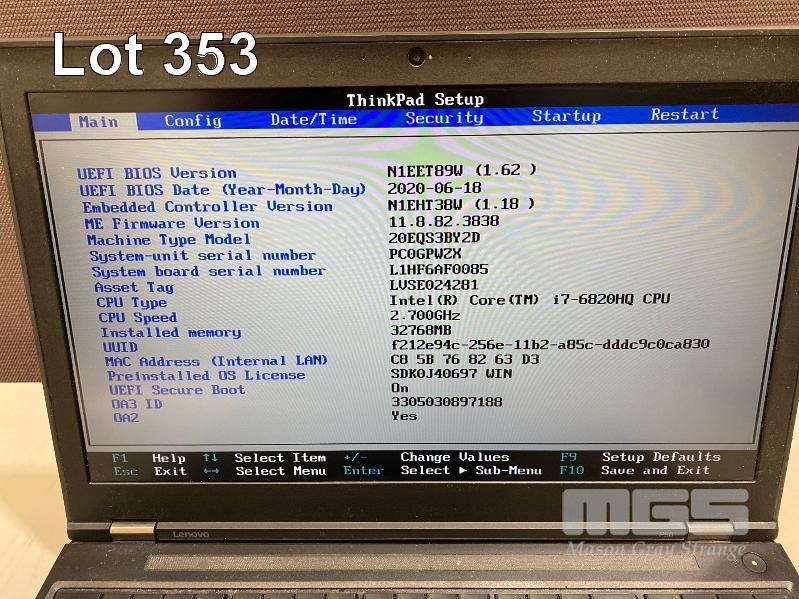 Lot 353
ThinkPad Setup
Main Config Date/Time Security Startup Restart
UEFI BIOS Version N1EET89W (1.62 )
UEFI BIOS Date (Year-Month-Day) 2020-06-18
Embedded Controller Version N1EHT38W (1.18 )
ME Firmware Version 11.8.82.3838
Machine Type Model 20EQS3BY2D
System-unit serial number PC0GPWZX
System board serial number L1HF6AF0085
Asset Tag LVSE024281
CPU Type Intel(R) Core(TM) i7-6820HQ CPU
CPU Speed 2.700GHz
Installed memory 32768MB
UUID f212e94c-256e-11b2-a85c-dddc9c0ca830
MAC Address (Internal LAN) C8 5B 76 82 63 D3
Preinstalled OS License SDK0J40697 WIN
UEFI Secure Boot On
OA3 ID 3305030897188
OA2 Yes
F1 Help ↑↓ Select Item +/- Change Values F9 Setup Defaults
Esc Exit ↔ Select Menu Enter Select ▶ Sub-Menu F10 Save and Exit
MGS
Lenovo P50
Mason Gray Strange